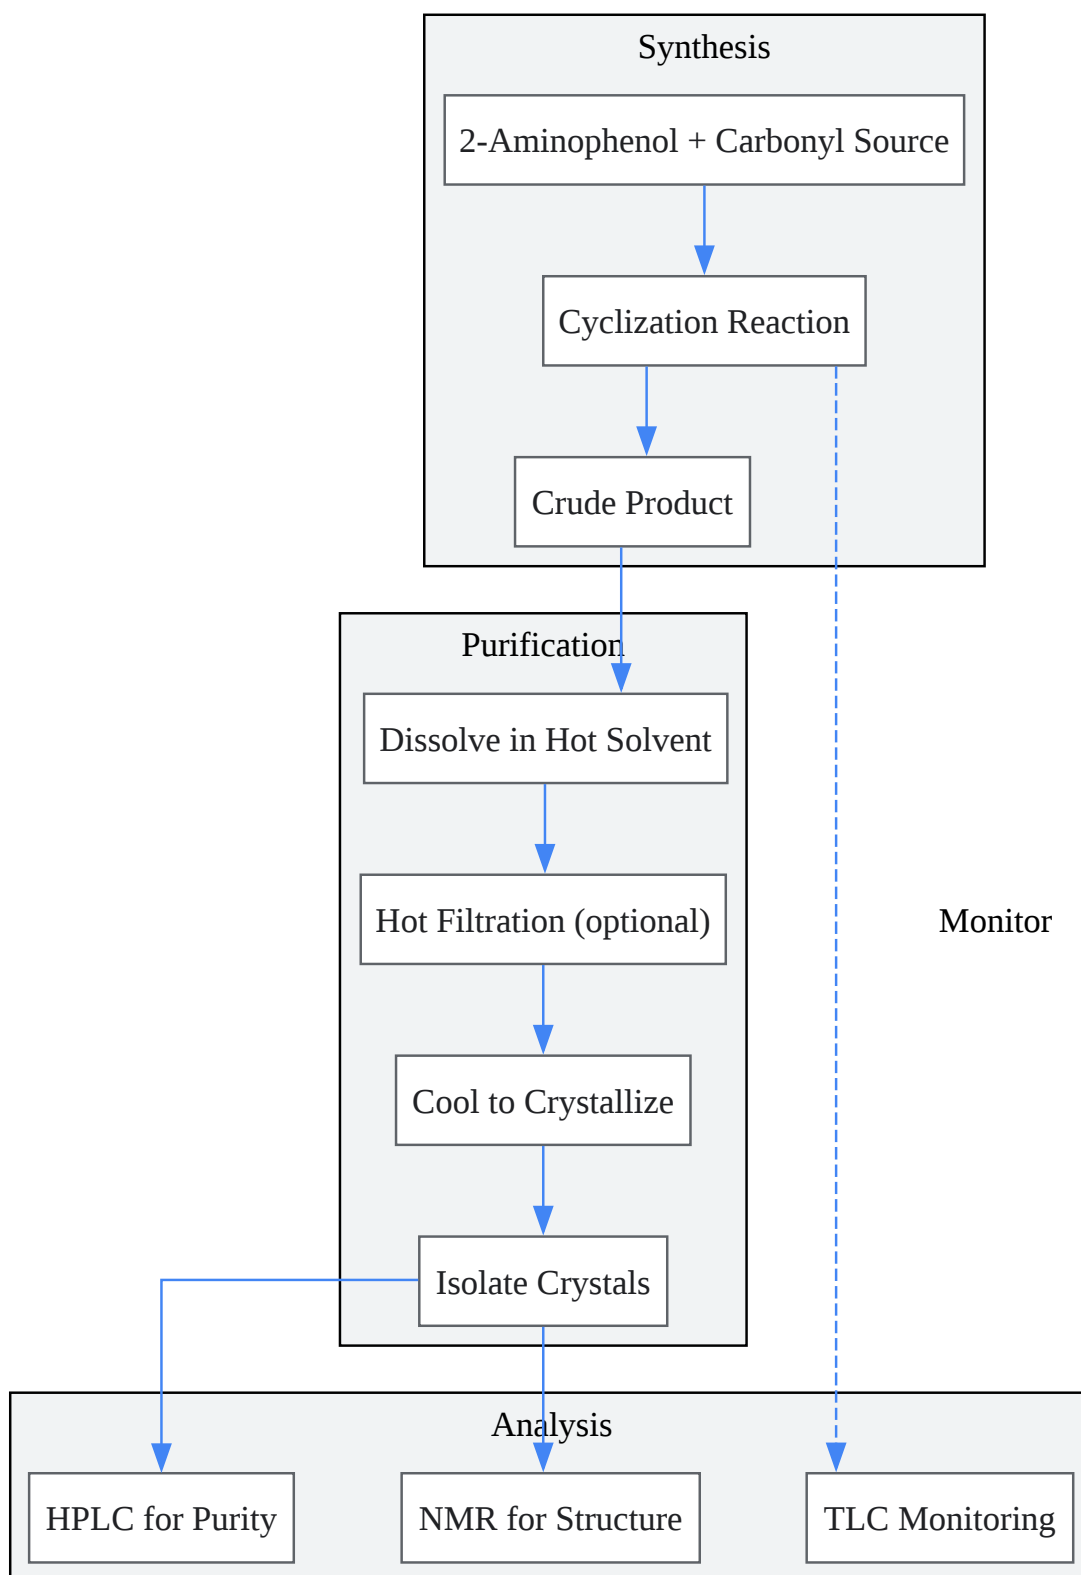 Synthesis
2-Aminophenol + Carbonyl Source
Cyclization Reaction
Crude Product
Purification
Dissolve in Hot Solvent
Hot Filtration (optional)
Monitor
Cool to Crystallize
Isolate Crystals
Analysis
HPLC for Purity
NMR for Structure
TLC Monitoring